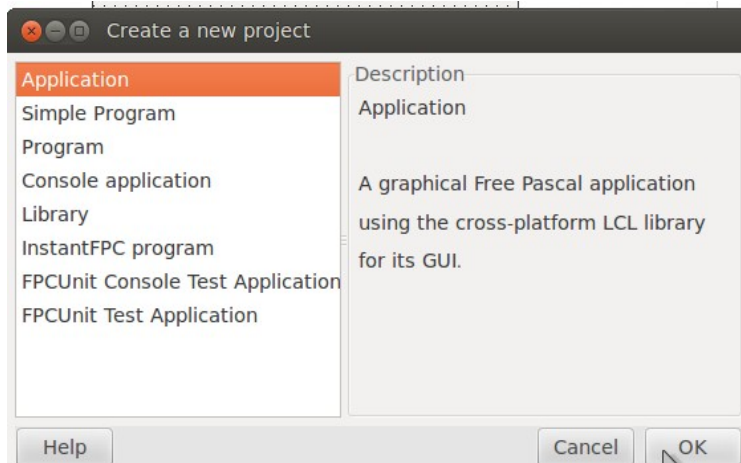 Create a new project
Application
Simple Program
Program
Console application
Library
InstantFPC program
FPCUnit Console Test Application
FPCUnit Test Application
Description
Application
A graphical Free Pascal application
using the cross-platform LCL library
for its GUI.
Help
Cancel
OK